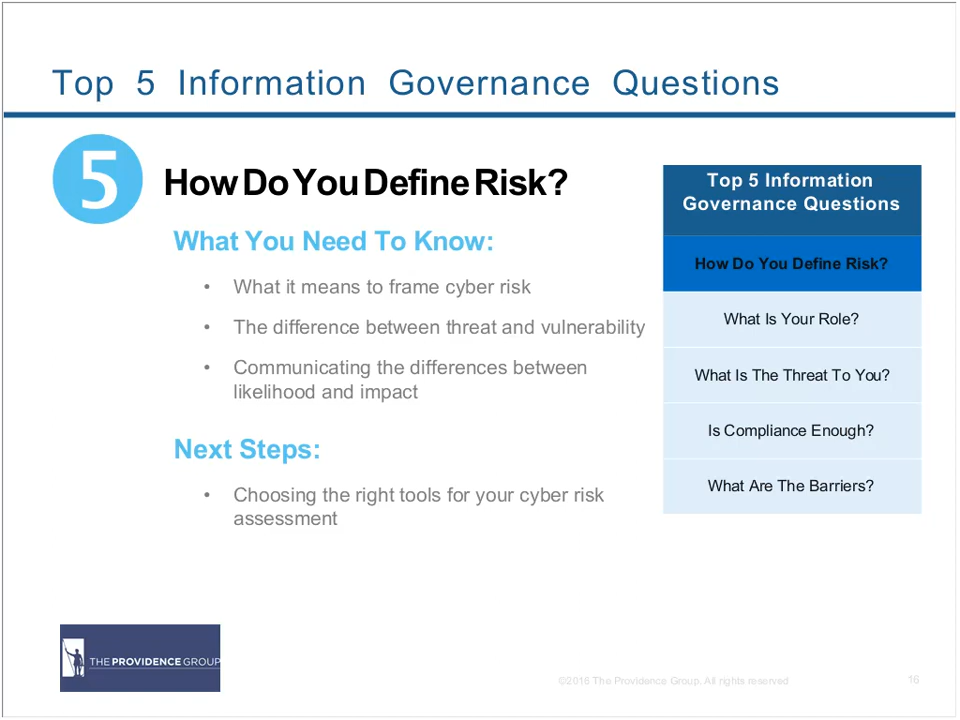 Top 5 Information Governance Questions
5
How Do You Define Risk?
What You Need To Know:
• What it means to frame cyber risk
• The difference between threat and vulnerability
• Communicating the differences between
likelihood and impact
Next Steps:
• Choosing the right tools for your cyber risk
assessment
Top 5 Information
Governance Questions
How Do You Define Risk?
What Is Your Role?
What Is The Threat To You?
Is Compliance Enough?
What Are The Barriers?
THE PROVIDENCE GROUP
©2016 The Providence Group. All rights reserved
16